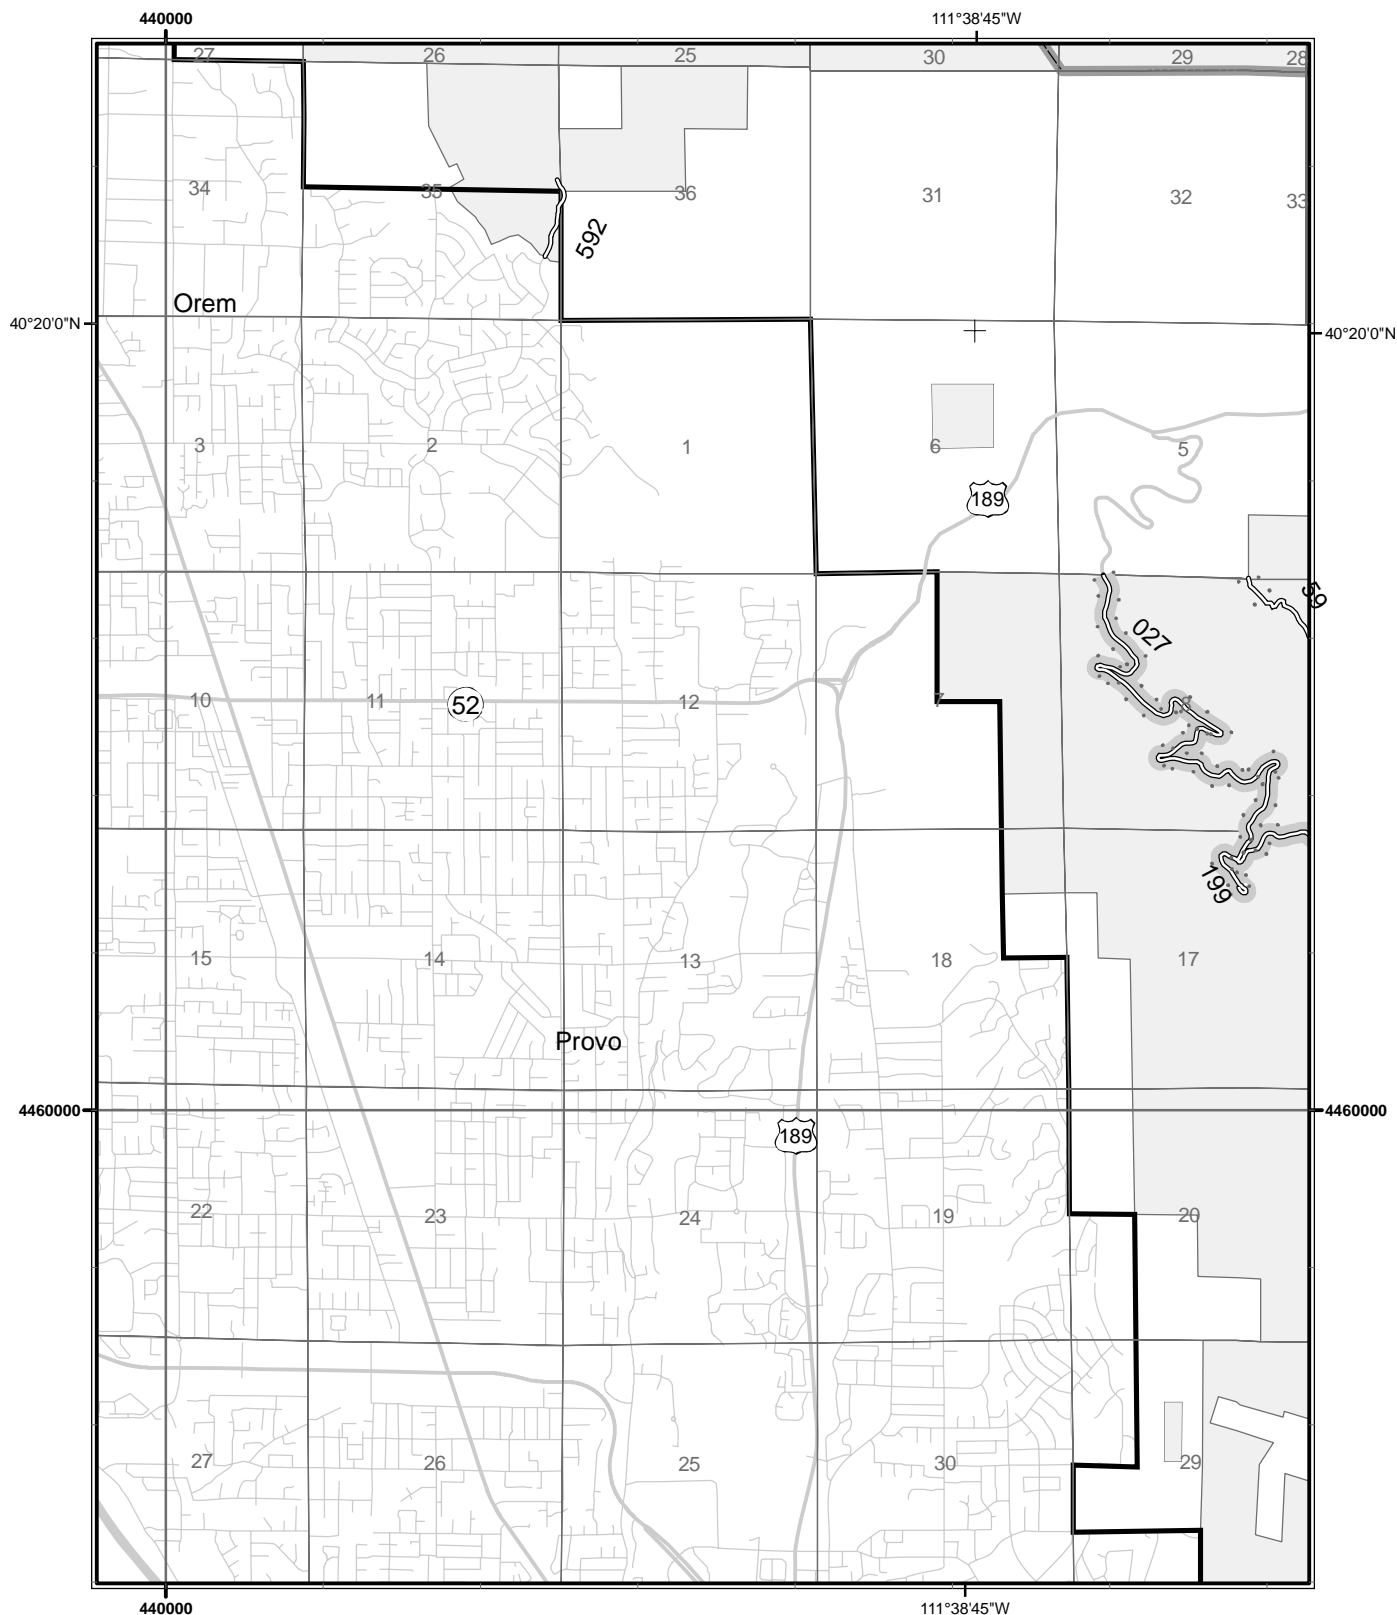 440000 111°38'45"W
27 26 25 30 29 28
34 35 36 31 32 33
592
Orem
40°20'0"N 40°20'0"N
3 2 1 6 5
189
59
027
10 11 52 12 7 8
199
15 14 13 18 17
Provo
4460000 4460000
189
22 23 24 19 20
27 26 25 30 29
440000 111°38'45"W